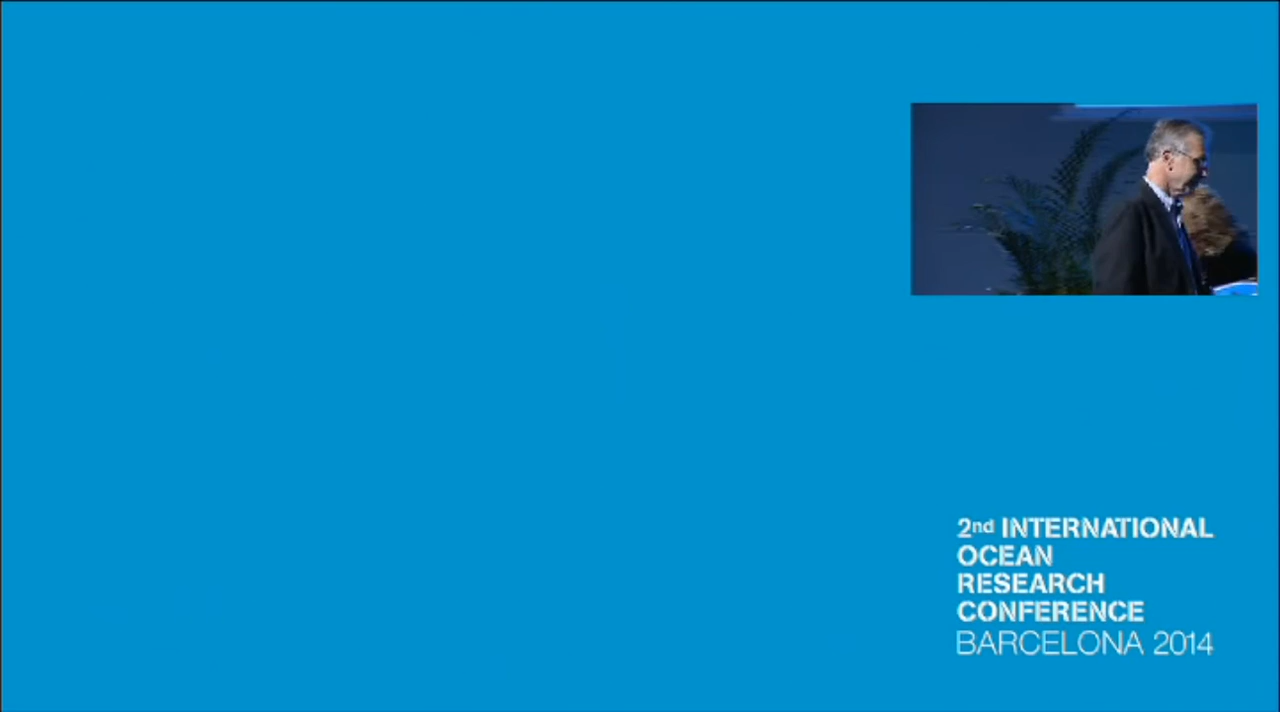 2nd INTERNATIONAL
OCEAN
RESEARCH
CONFERENCE
BARCELONA 2014